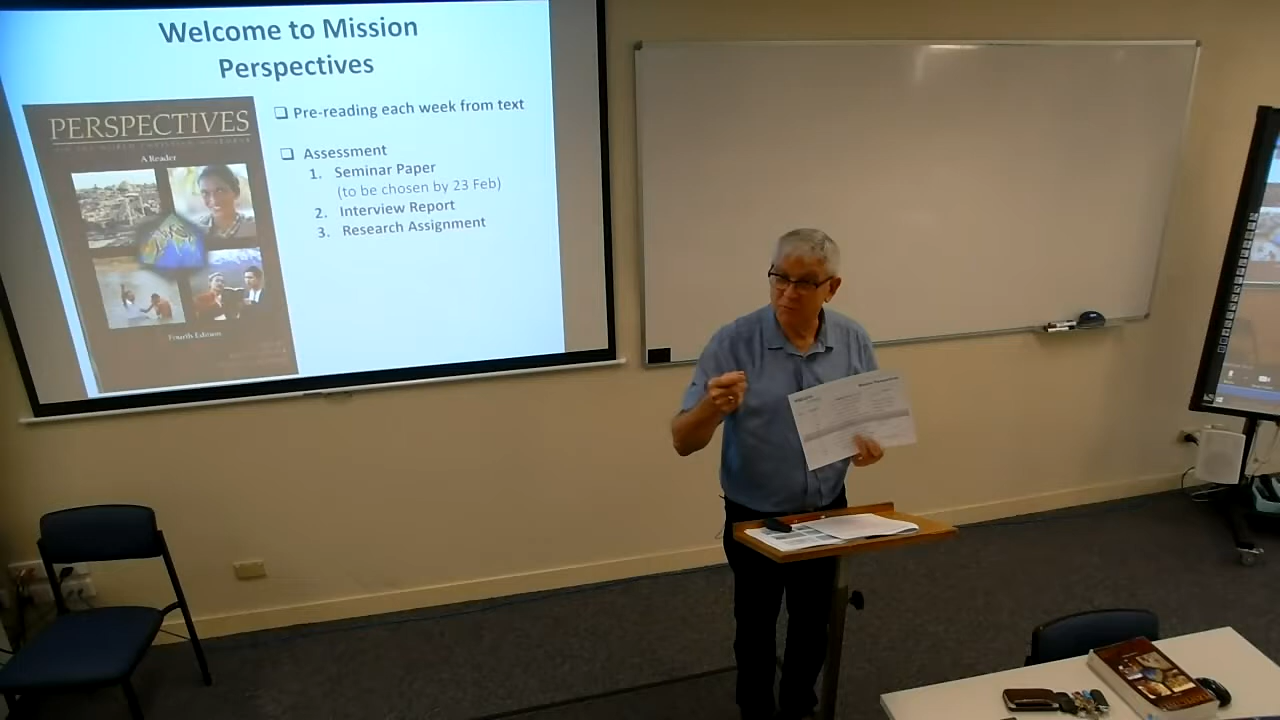 Welcome to Mission
Perspectives
PERSPECTIVES
A Reader
Fourth Edition
❑ Pre-reading each week from text
❑ Assessment
1. Seminar Paper
(to be chosen by 23 Feb)
2. Interview Report
3. Research Assignment